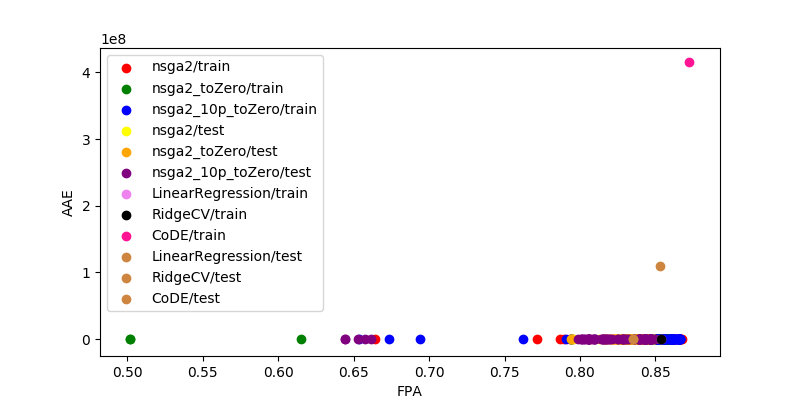 1e8
4
3
2
1
0
AAE
nsga2/train
nsga2_toZero/train
nsga2_10p_toZero/train
nsga2/test
nsga2_toZero/test
nsga2_10p_toZero/test
LinearRegression/train
RidgeCV/train
CoDE/train
LinearRegression/test
RidgeCV/test
CoDE/test
0.50 0.55 0.60 0.65 0.70 0.75 0.80 0.85
FPA